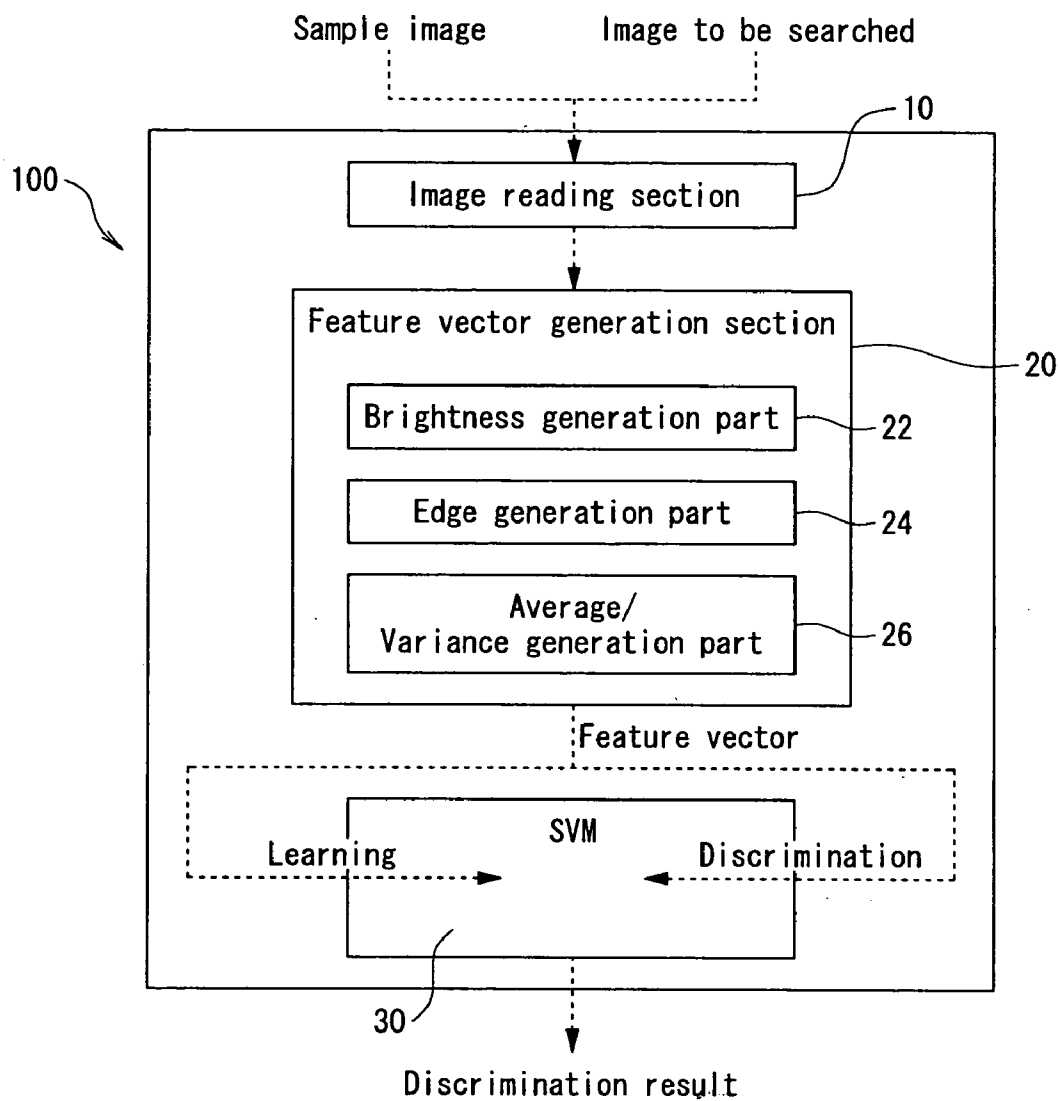 Sample image
Image to be searched
10
100
Image reading section
Feature vector generation section
20
Brightness generation part
22
Edge generation part
24
Average/
Variance generation part
26
Feature vector
SVM
Learning
Discrimination
30
Discrimination result